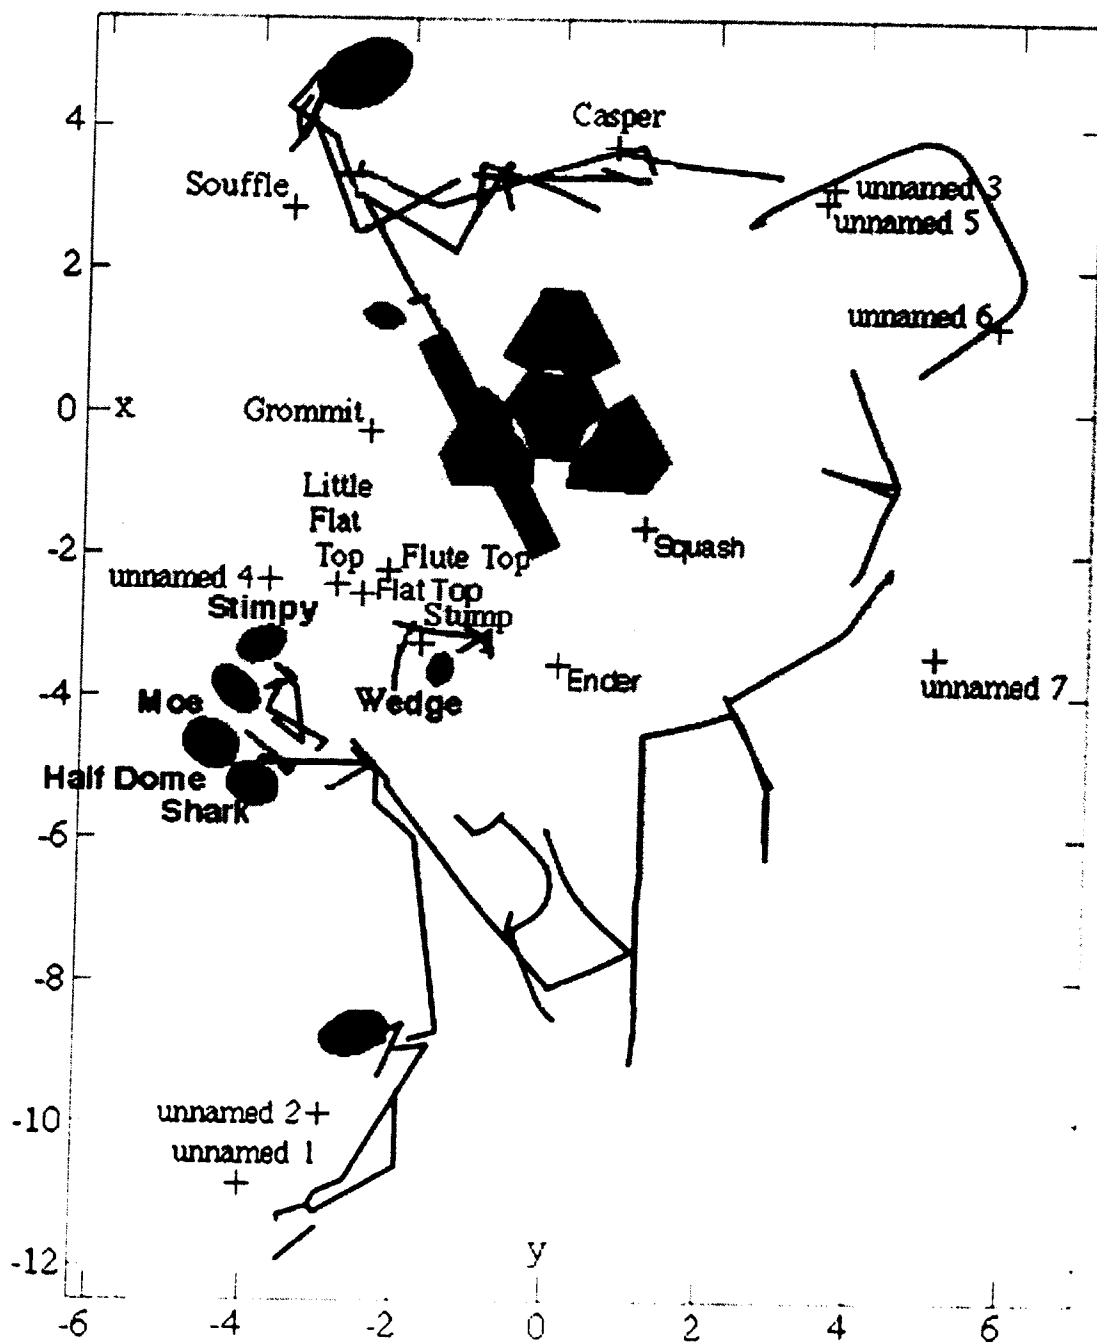 4
Casper
Souffle
unnamed 3
unnamed 5
2
unnamed 6
0
X
Grommit
Little
Flat
Top
Flute Top
Squash
-2
unnamed 4
Flat Top
Stimpy
Stump
Ender
unnamed 7
-4
Moe
Wedge
Half Dome
Shark
-6
-8
-10
unnamed 2
unnamed 1
-12
y
-6
-4
-2
0
2
4
6